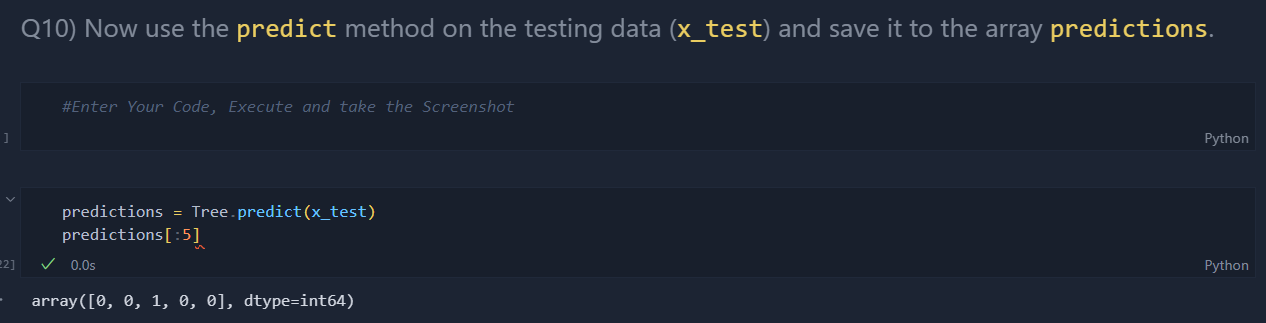 Q10) Now use the predict method on the testing data (x_test) and save it to the array predictions.
#Enter Your Code, Execute and take the Screenshot
]
Python
predictions = Tree.predict(x_test)
predictions[:5]
22]
0.0s
Python
array([0, 0, 1, 0, 0], dtype=int64)